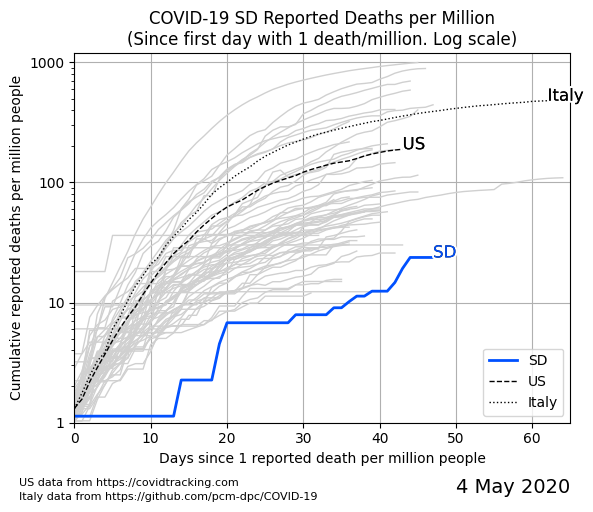 COVID-19 SD Reported Deaths per Million
(Since first day with 1 death/million. Log scale)
Cumulative reported deaths per million people
1000
100
10
1
Italy
US
SD
SD
US
Italy
0 10 20 30 40 50 60
Days since 1 reported death per million people
US data from https://covidtracking.com
Italy data from https://github.com/pcm-dpc/COVID-19
4 May 2020